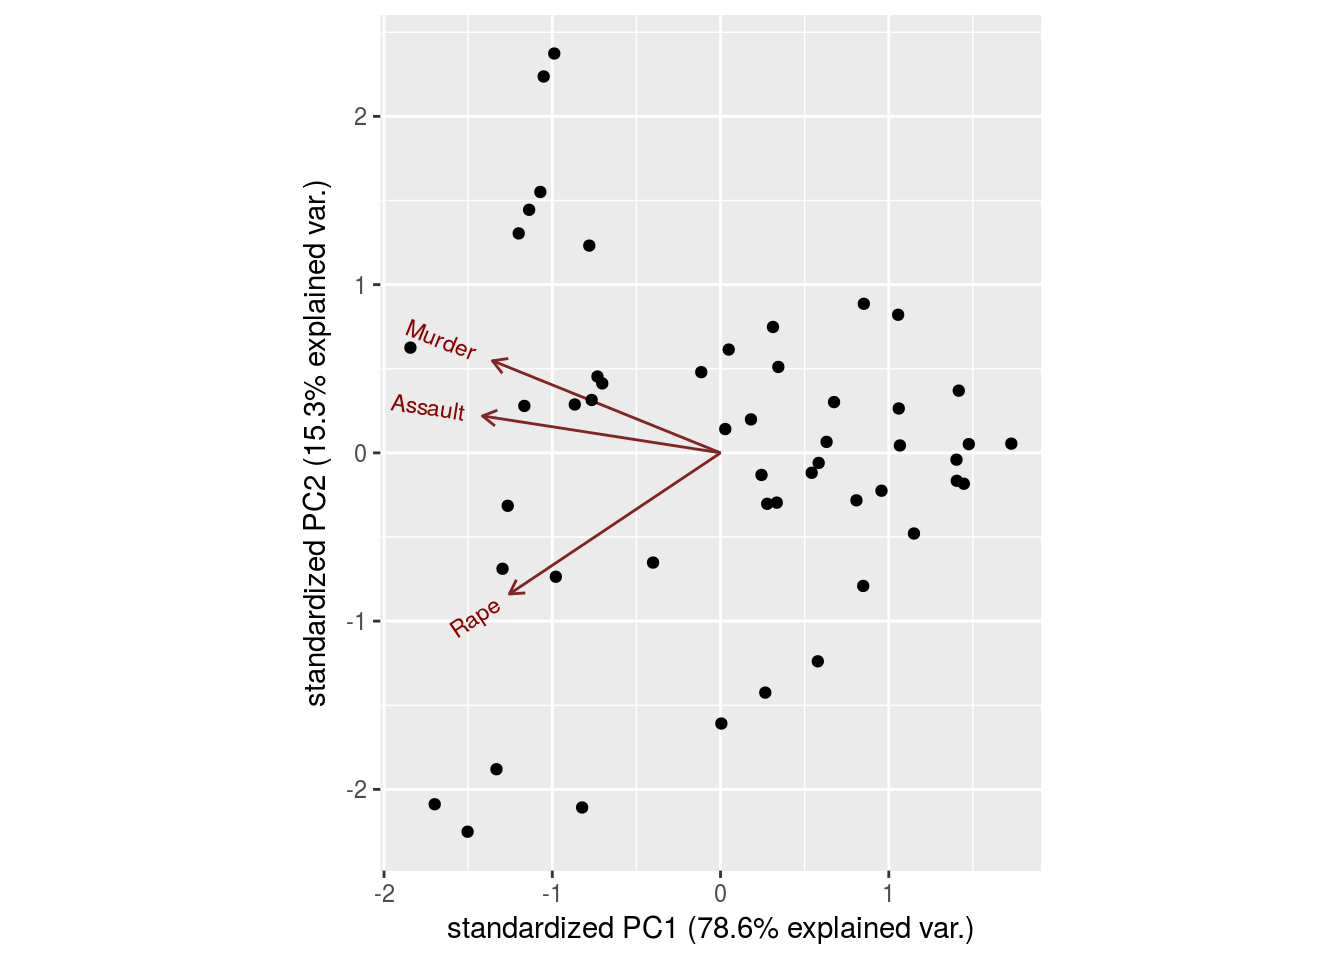 2
1
0
-1
-2
standardized PC2 (15.3% explained var.)
Murder
Assault
Rape
-2 -1 0 1
standardized PC1 (78.6% explained var.)